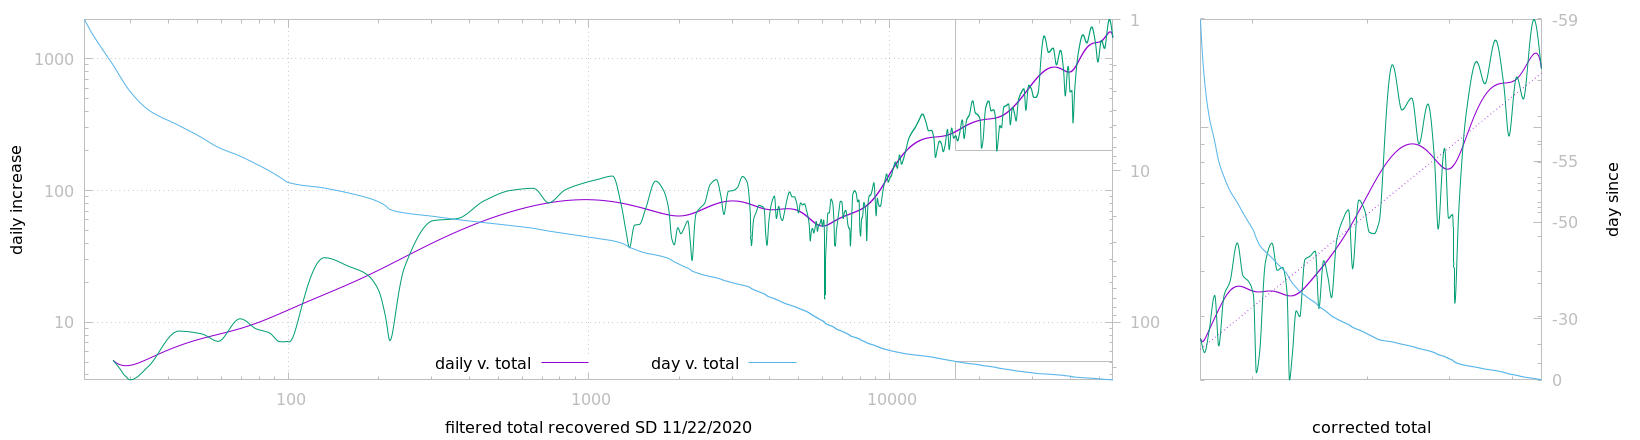 1000
100
10
daily increase
daily v. total
day v. total
100
1000
10000
filtered total recovered SD 11/22/2020
1
10
100
-59
-55
-50
-30
0
day since
corrected total